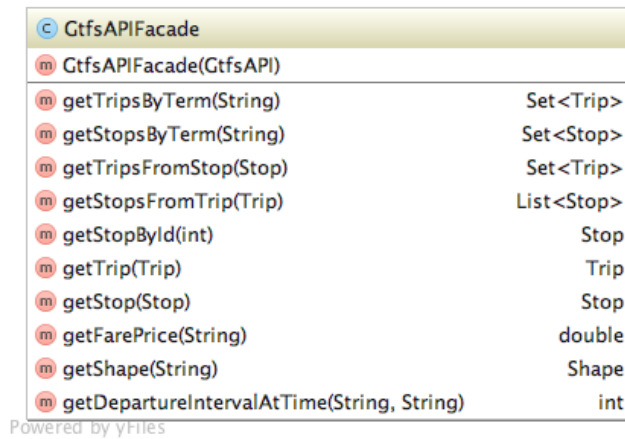 C GtfsAPIFacade
m GtfsAPIFacade(GtfsAPI)
m getTripsByTerm(String) Set<Trip>
m getStopsByTerm(String) Set<Stop>
m getTripsFromStop(Stop) Set<Trip>
m getStopsFromTrip(Trip) List<Stop>
m getStopById(int) Stop
m getTrip(Trip) Trip
m getStop(Stop) Stop
m getFarePrice(String) double
m getShape(String) Shape
m getDepartureIntervalAtTime(String, String) int
Powered by yFiles